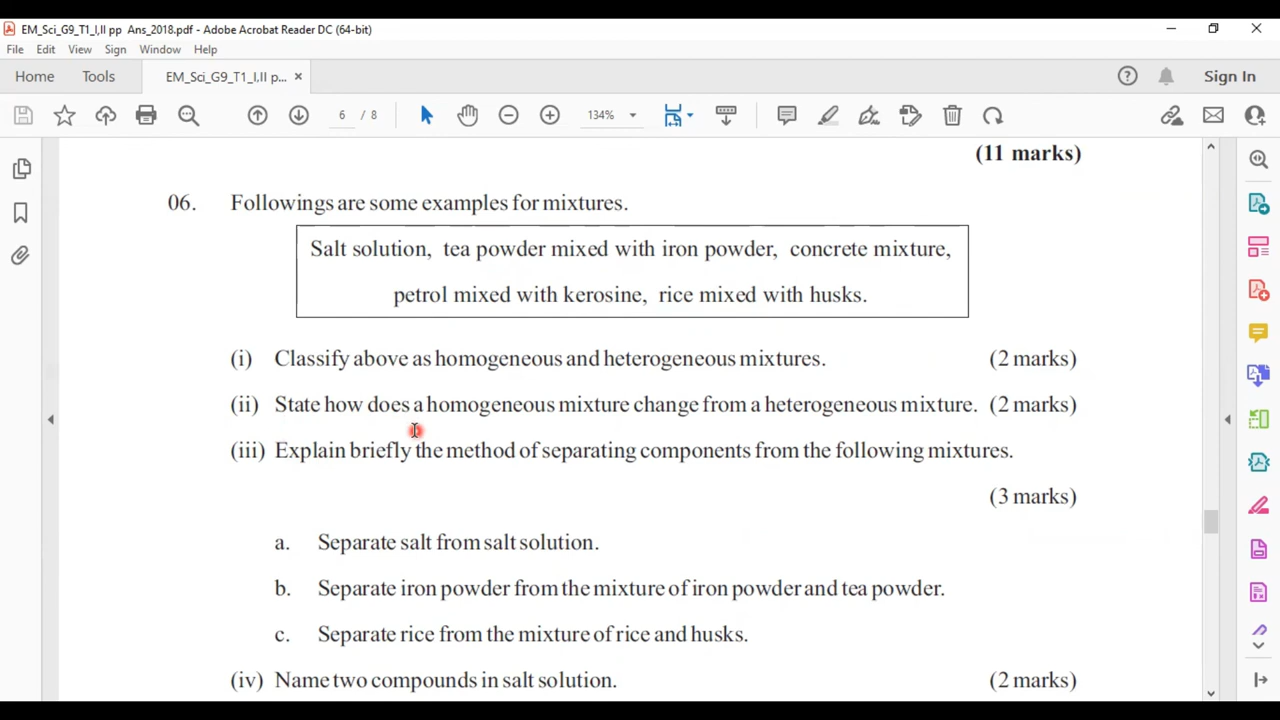 EM_Sci_G9_T1_I,II pp  Ans_2018.pdf - Adobe Acrobat Reader DC (64-bit)
File Edit View Sign Window Help
Home Tools EM_Sci_G9_T1_I,II p... × Sign In
6 / 8 134%
(11 marks)
06. Followings are some examples for mixtures.
Salt solution, tea powder mixed with iron powder, concrete mixture,
petrol mixed with kerosine, rice mixed with husks.
(i) Classify above as homogeneous and heterogeneous mixtures. (2 marks)
(ii) State how does a homogeneous mixture change from a heterogeneous mixture. (2 marks)
(iii) Explain briefly the method of separating components from the following mixtures.
(3 marks)
a. Separate salt from salt solution.
b. Separate iron powder from the mixture of iron powder and tea powder.
c. Separate rice from the mixture of rice and husks.
(iv) Name two compounds in salt solution. (2 marks)